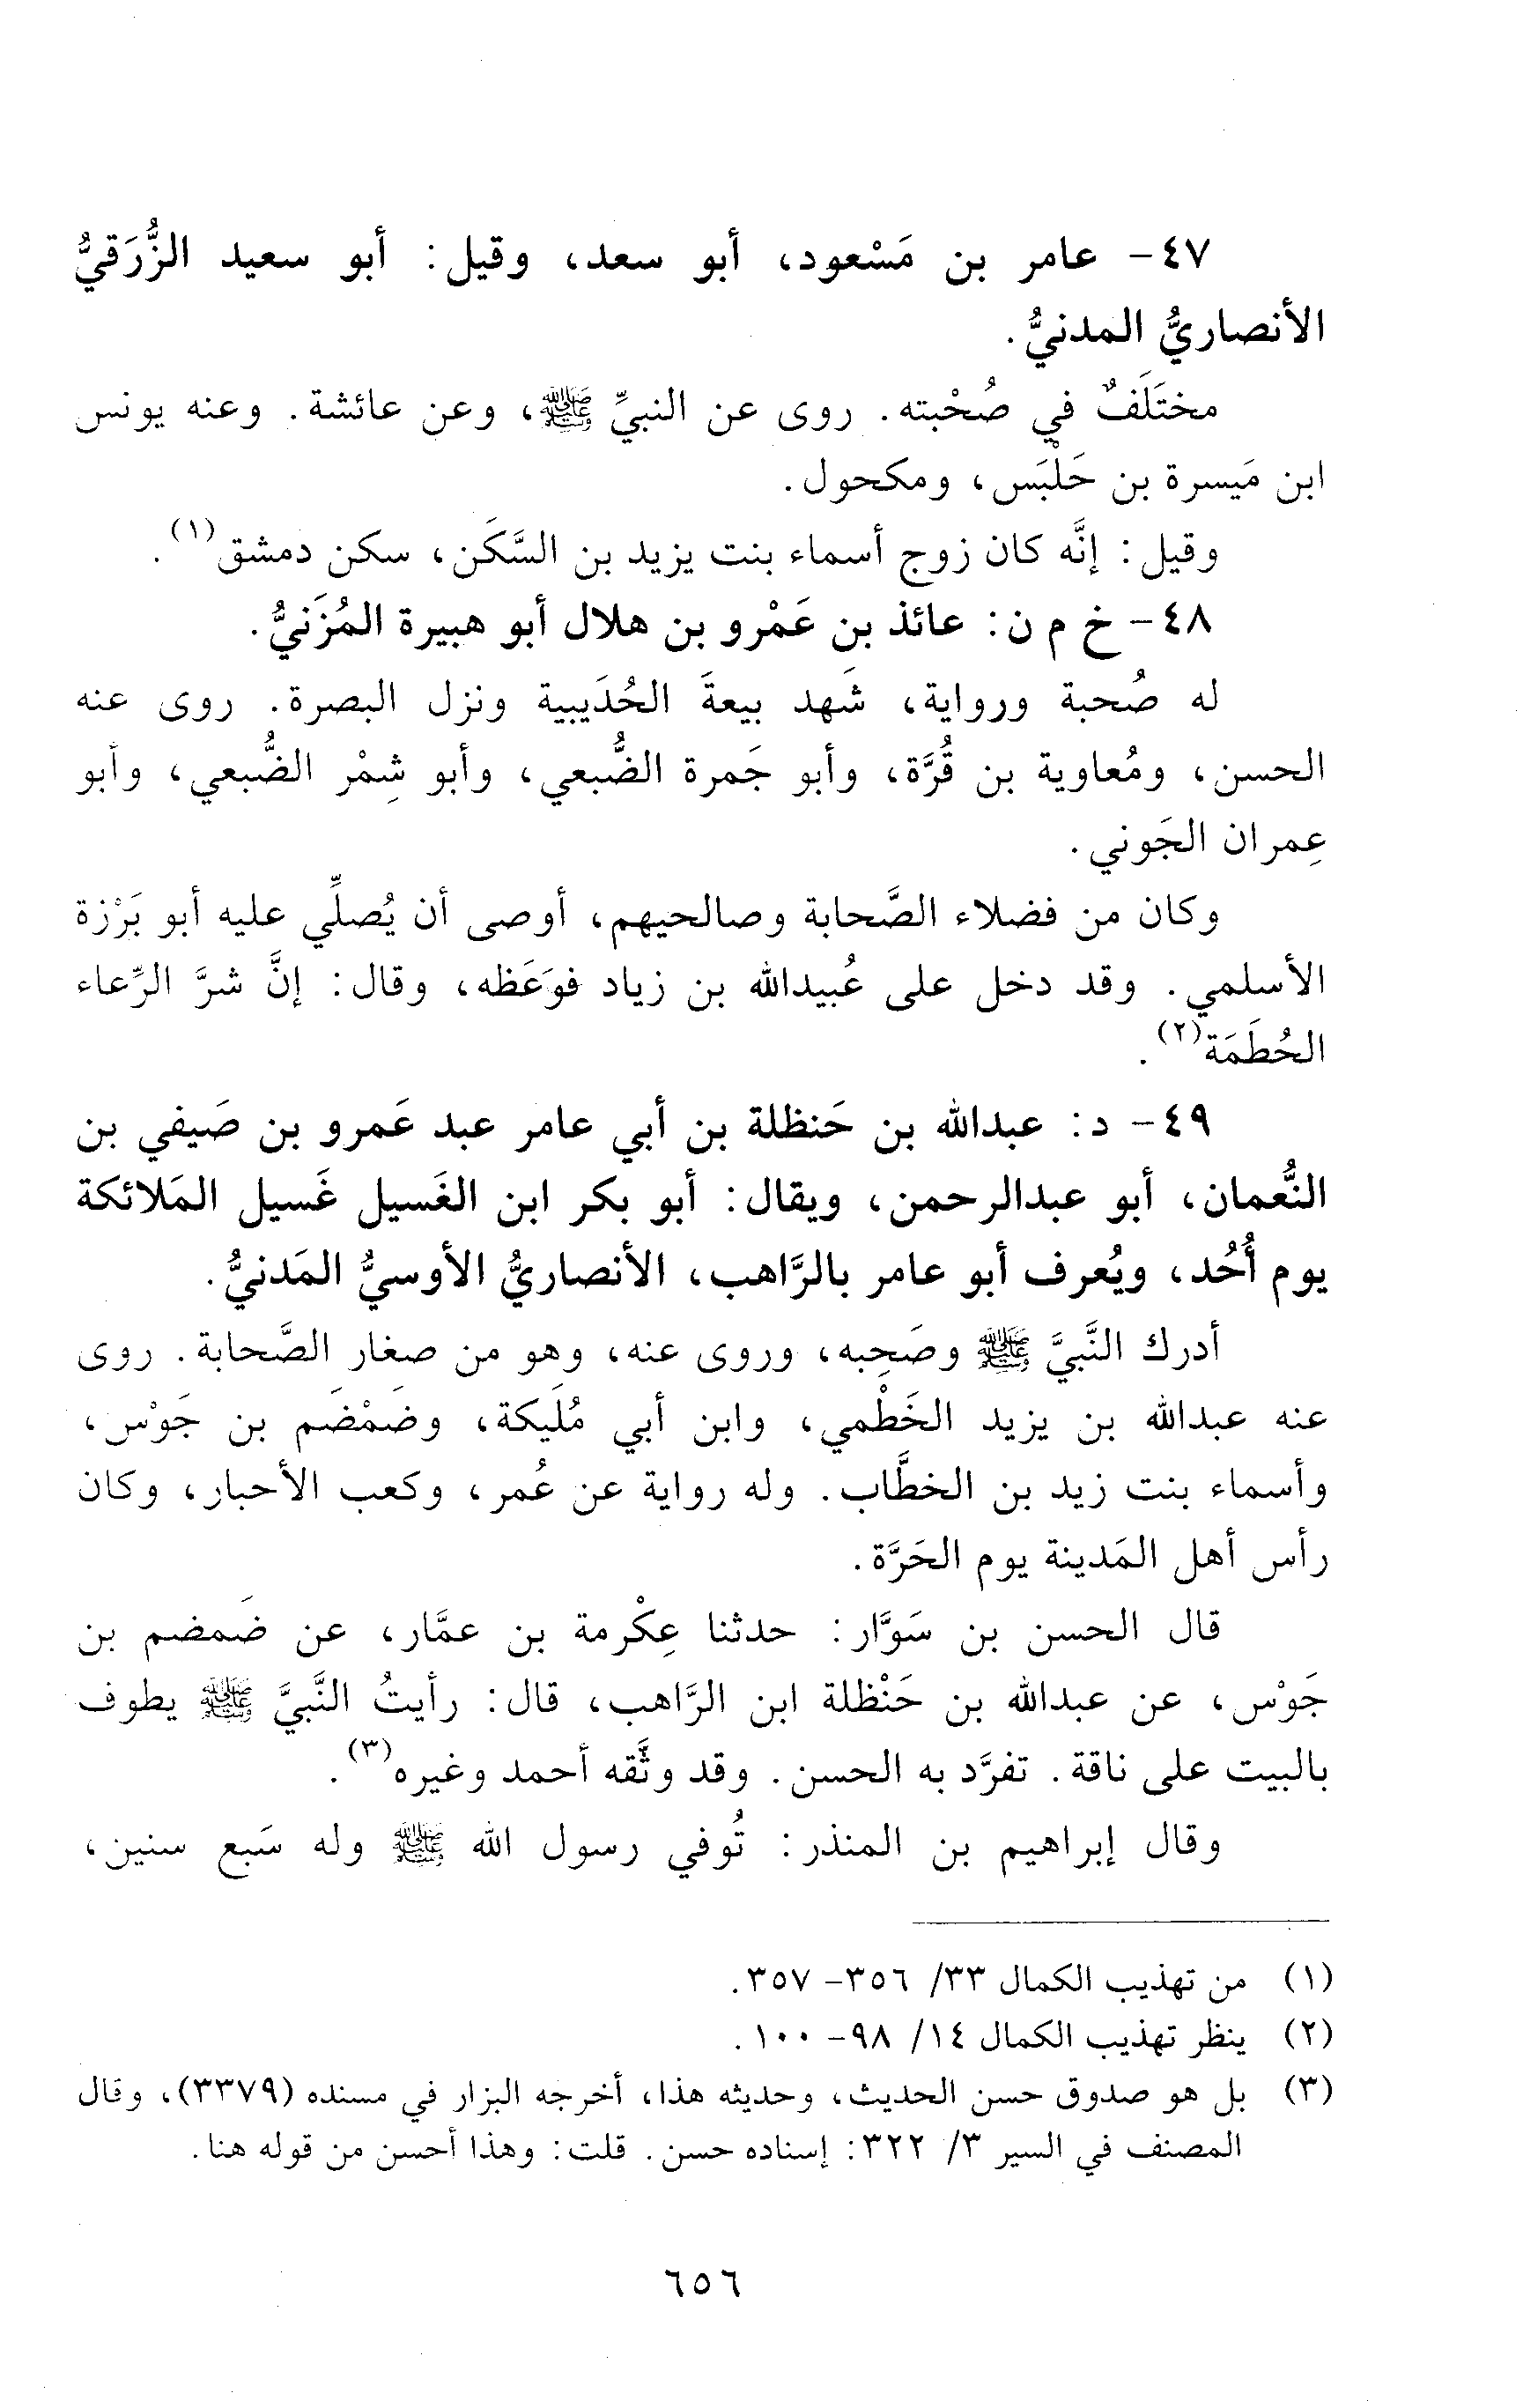 ٤٧- عامر بن مَسْعود، أبو سعد، وقيل: أبو سعيد الزُّرَقيُّ
الأنصاريُّ المدنيُّ.
مختَلَفٌ في صُحْبته. روى عن النبيِّ ﷺ، وعن عائشة. وعنه يونس
ابن مَيسرة بن حَلْبَس، ومكحول.
وقيل: إنَّه كان زوج أسماء بنت يزيد بن السَّكَن، سكن دمشق(١).
٤٨- خ م ن: عائذ بن عَمْرو بن هلال أبو هبيرة المُزَنيُّ.
له صُحبة ورواية، شَهد بيعةَ الحُدَيبية ونزل البصرة. روى عنه
الحسن، ومُعاوية بن قُرَّة، وأبو جَمرة الضُّبعي، وأبو شِمْر الضُّبعي، وأبو
عِمران الجَوني.
وكان من فضلاء الصَّحابة وصالحيهم، أوصى أن يُصلِّي عليه أبو بَرْزة
الأسلمي. وقد دخل على عُبيدالله بن زياد فوَعَظه، وقال: إنَّ شرَّ الرِّعاء
الحُطَمَة(٢).
٤٩- د: عبدالله بن حَنظلة بن أبي عامر عبد عَمرو بن صَيفي بن
النُّعمان، أبو عبدالرحمن، ويقال: أبو بكر ابن الغَسيل غَسيل المَلائكة
يوم أُحُد، ويُعرف أبو عامر بالرَّاهب، الأنصاريُّ الأوسيُّ المَدنيُّ.
أدرك النَّبيَّ ﷺ وصَحِبه، وروى عنه، وهو من صغار الصَّحابة. روى
عنه عبدالله بن يزيد الخَطْمي، وابن أبي مُلَيكة، وضَمْضَم بن جَوْس،
وأسماء بنت زيد بن الخطَّاب. وله رواية عن عُمر، وكعب الأحبار، وكان
رأس أهل المَدينة يوم الحَرَّة.
قال الحسن بن سَوَّار: حدثنا عِكْرمة بن عمَّار، عن ضَمضم بن
جَوْس، عن عبدالله بن حَنْظلة ابن الرَّاهب، قال: رأيتُ النَّبيَّ ﷺ يطوف
بالبيت على ناقة. تفرَّد به الحسن. وقد وثَّقه أحمد وغيره(٣).
وقال إبراهيم بن المنذر: تُوفي رسول الله ﷺ وله سَبع سنين،
(١) من تهذيب الكمال ٣٣/ ٣٥٦- ٣٥٧.
(٢) ينظر تهذيب الكمال ١٤/ ٩٨- ١٠٠.
(٣) بل هو صدوق حسن الحديث، وحديثه هذا، أخرجه البزار في مسنده (٣٣٧٩)، وقال
المصنف في السير ٣/ ٣٢٢: إسناده حسن. قلت: وهذا أحسن من قوله هنا.
٦٥٦